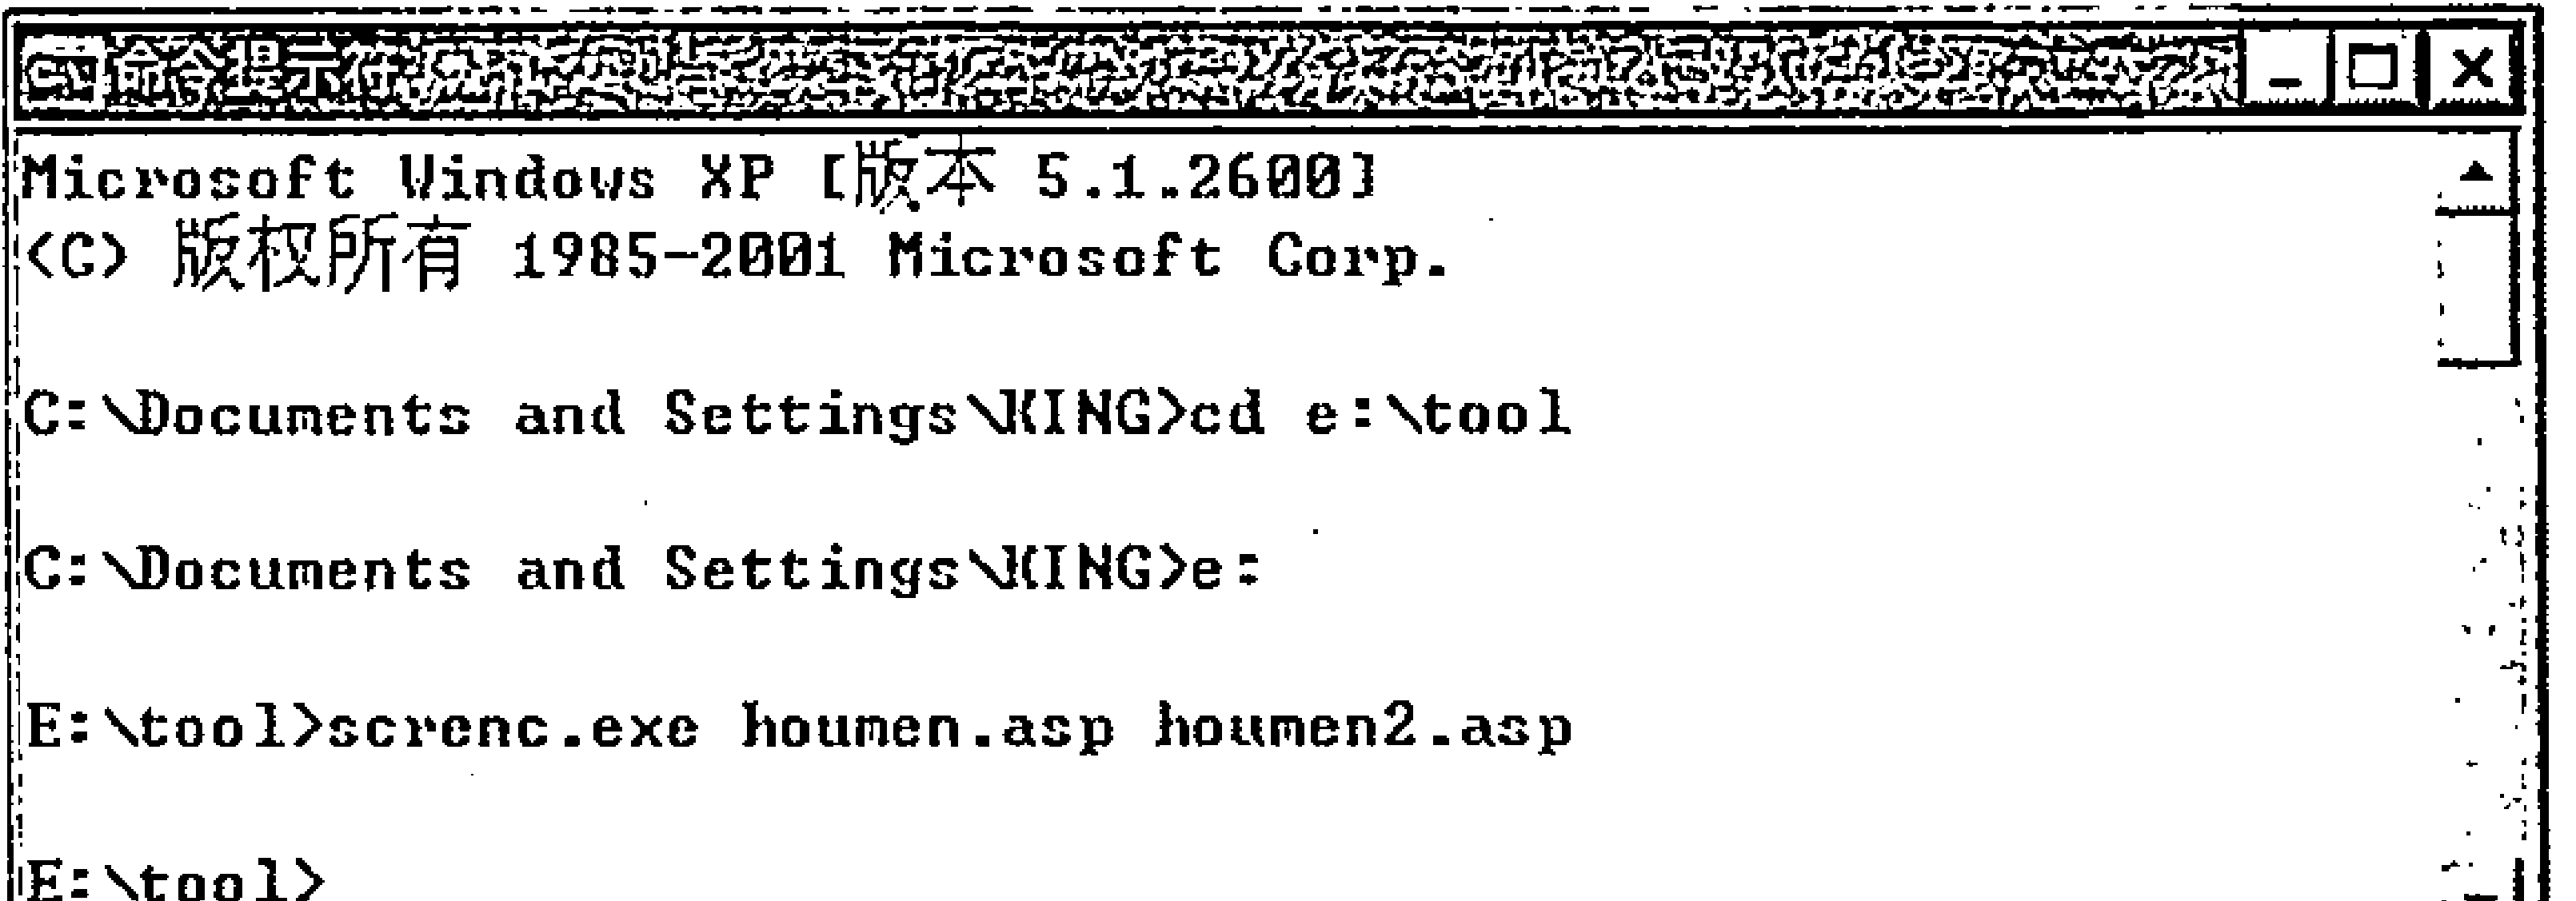 命令提示符
Microsoft Windows XP [版本 5.1.2600]
(C) 版权所有 1985-2001 Microsoft Corp.
C:\Documents and Settings\KING>cd e:\tool
C:\Documents and Settings\KING>e:
E:\tool>screnc.exe houmen.asp houmen2.asp
E:\tool>